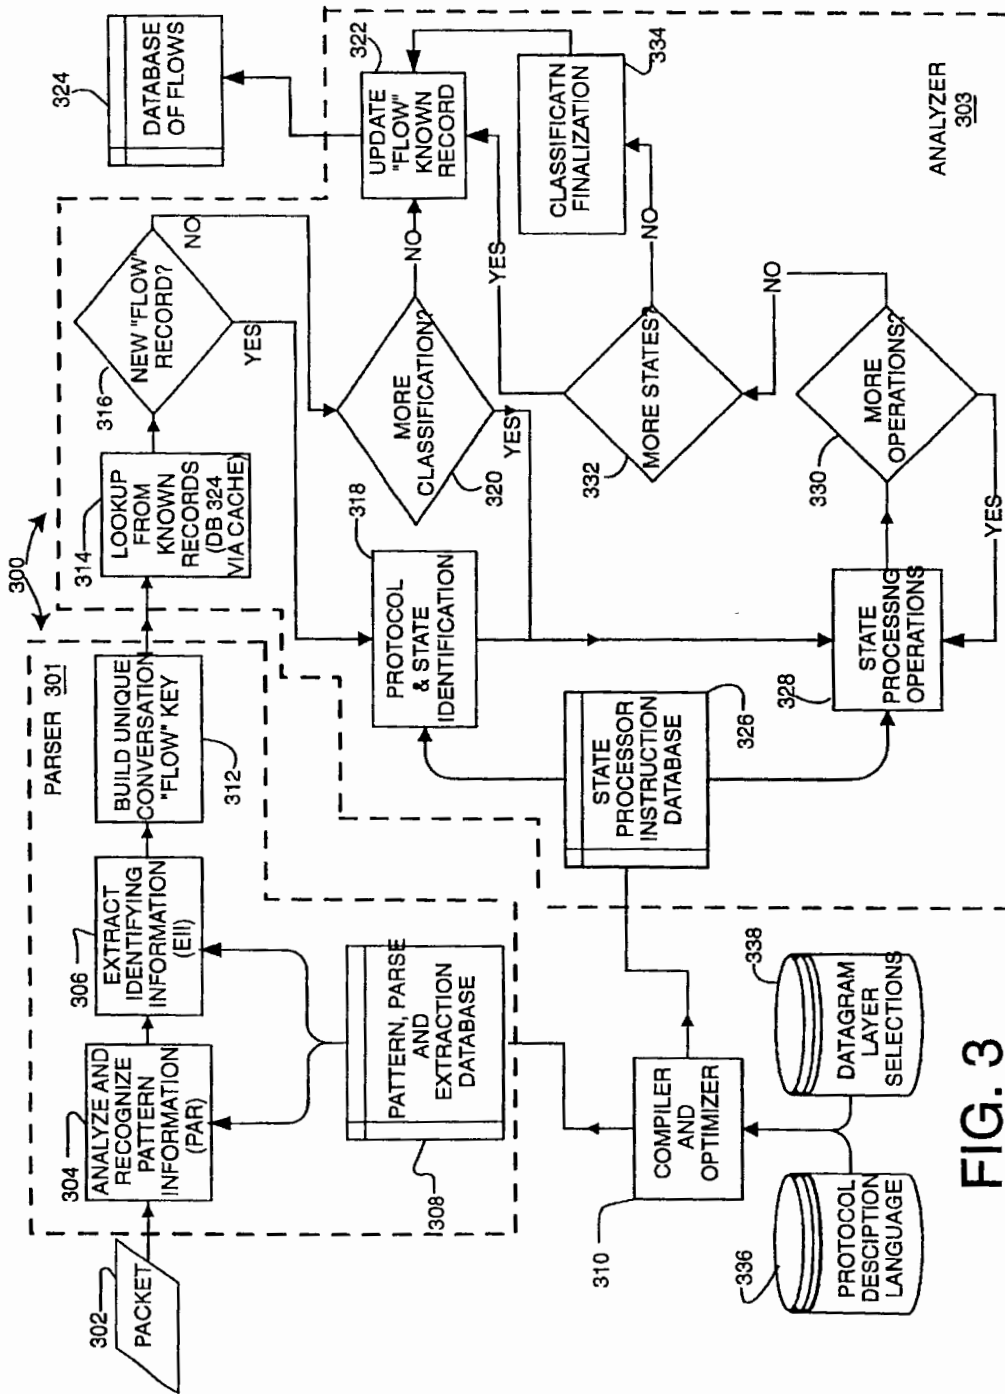 300
PARSER 301
302
PACKET
304
ANALYZE AND
RECOGNIZE
PATTERN
INFORMATION
(PAR)
306
EXTRACT
IDENTIFYING
INFORMATION
(EII)
BUILD UNIQUE
CONVERSATION
"FLOW" KEY
312
314
LOOKUP
FROM
KNOWN
RECORDS
(DB 324
VIA CACHE)
316
NEW "FLOW"
RECORD?
NO
YES
324
DATABASE
OF FLOWS
PATTERN, PARSE
AND
EXTRACTION
DATABASE
308
318
PROTOCOL
& STATE
IDENTIFICATION
MORE
CLASSIFICATION?
320
NO
YES
322
UPDATE
"FLOW"
KNOWN
RECORD
STATE
PROCESSOR
INSTRUCTION
DATABASE
326
MORE STATES?
332
YES
NO
CLASSIFICATN
FINALIZATION
334
310
COMPILER
AND
OPTIMIZER
328
STATE
PROCESSNG
OPERATIONS
330
MORE
OPERATIONS?
NO
YES
336
PROTOCOL
DESCIPTION
LANGUAGE
338
DATAGRAM
LAYER
SELECTIONS
ANALYZER
303
FIG. 3